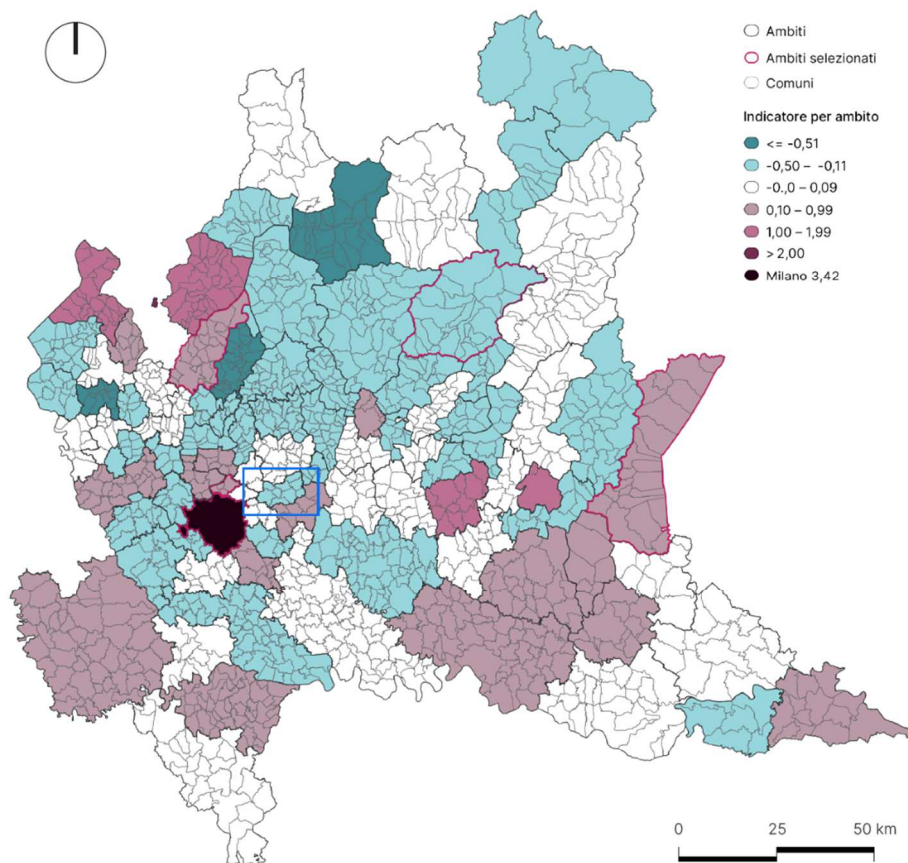 Ambiti
Ambiti selezionati
Comuni
Indicatore per ambito
<= -0,51
-0,50 – -0,11
-0.,0 – 0,09
0,10 – 0,99
1,00 – 1,99
> 2,00
Milano 3,42
0 25 50 km